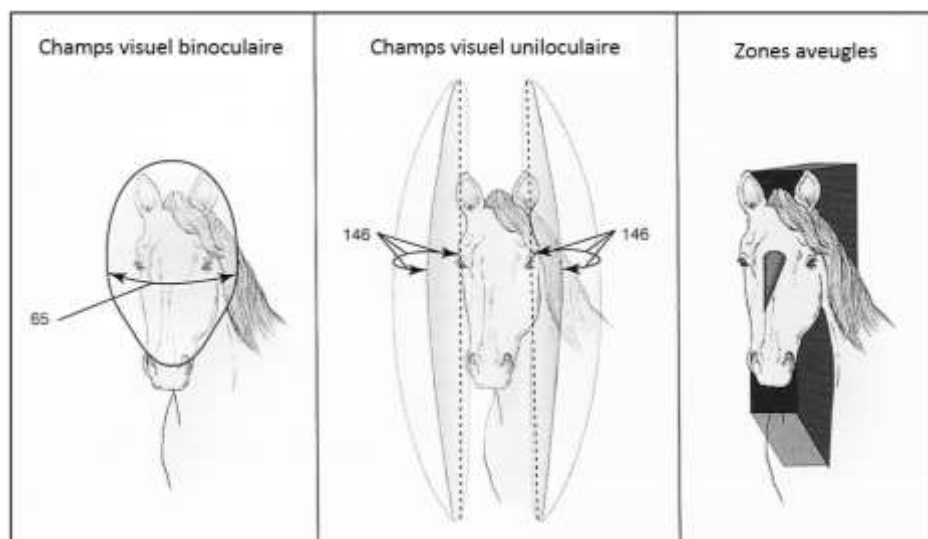 Champs visuel binoculaire
Champs visuel uniloculaire
Zones aveugles
65
146
146